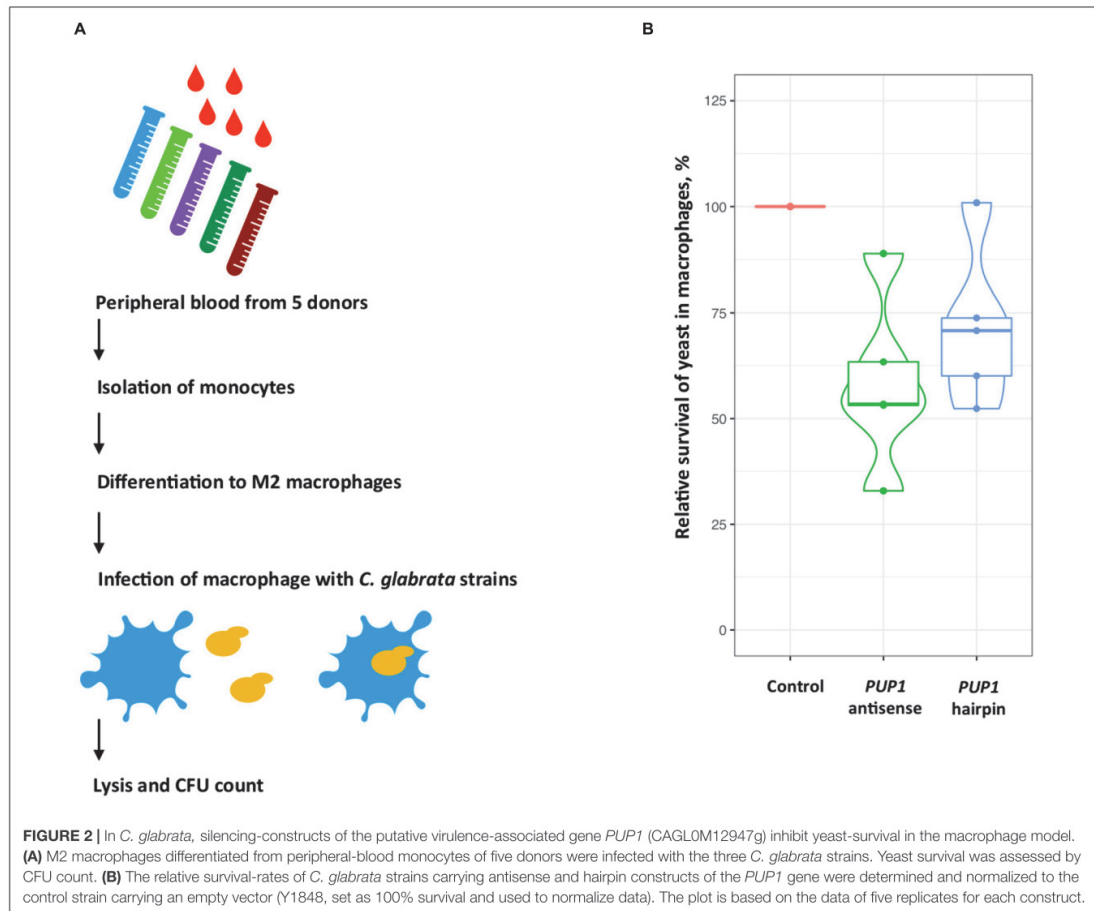 A
Peripheral blood from 5 donors
Isolation of monocytes
Differentiation to M2 macrophages
Infection of macrophage with C. glabrata strains
Lysis and CFU count
B
Relative survival of yeast in macrophages, %
125
100
75
50
25
0
Control
PUP1
antisense
PUP1
hairpin
FIGURE 2 | In C. glabrata, silencing-constructs of the putative virulence-associated gene PUP1 (CAGL0M12947g) inhibit yeast-survival in the macrophage model.
(A) M2 macrophages differentiated from peripheral-blood monocytes of five donors were infected with the three C. glabrata strains. Yeast survival was assessed by
CFU count. (B) The relative survival-rates of C. glabrata strains carrying antisense and hairpin constructs of the PUP1 gene were determined and normalized to the
control strain carrying an empty vector (Y1848, set as 100% survival and used to normalize data). The plot is based on the data of five replicates for each construct.